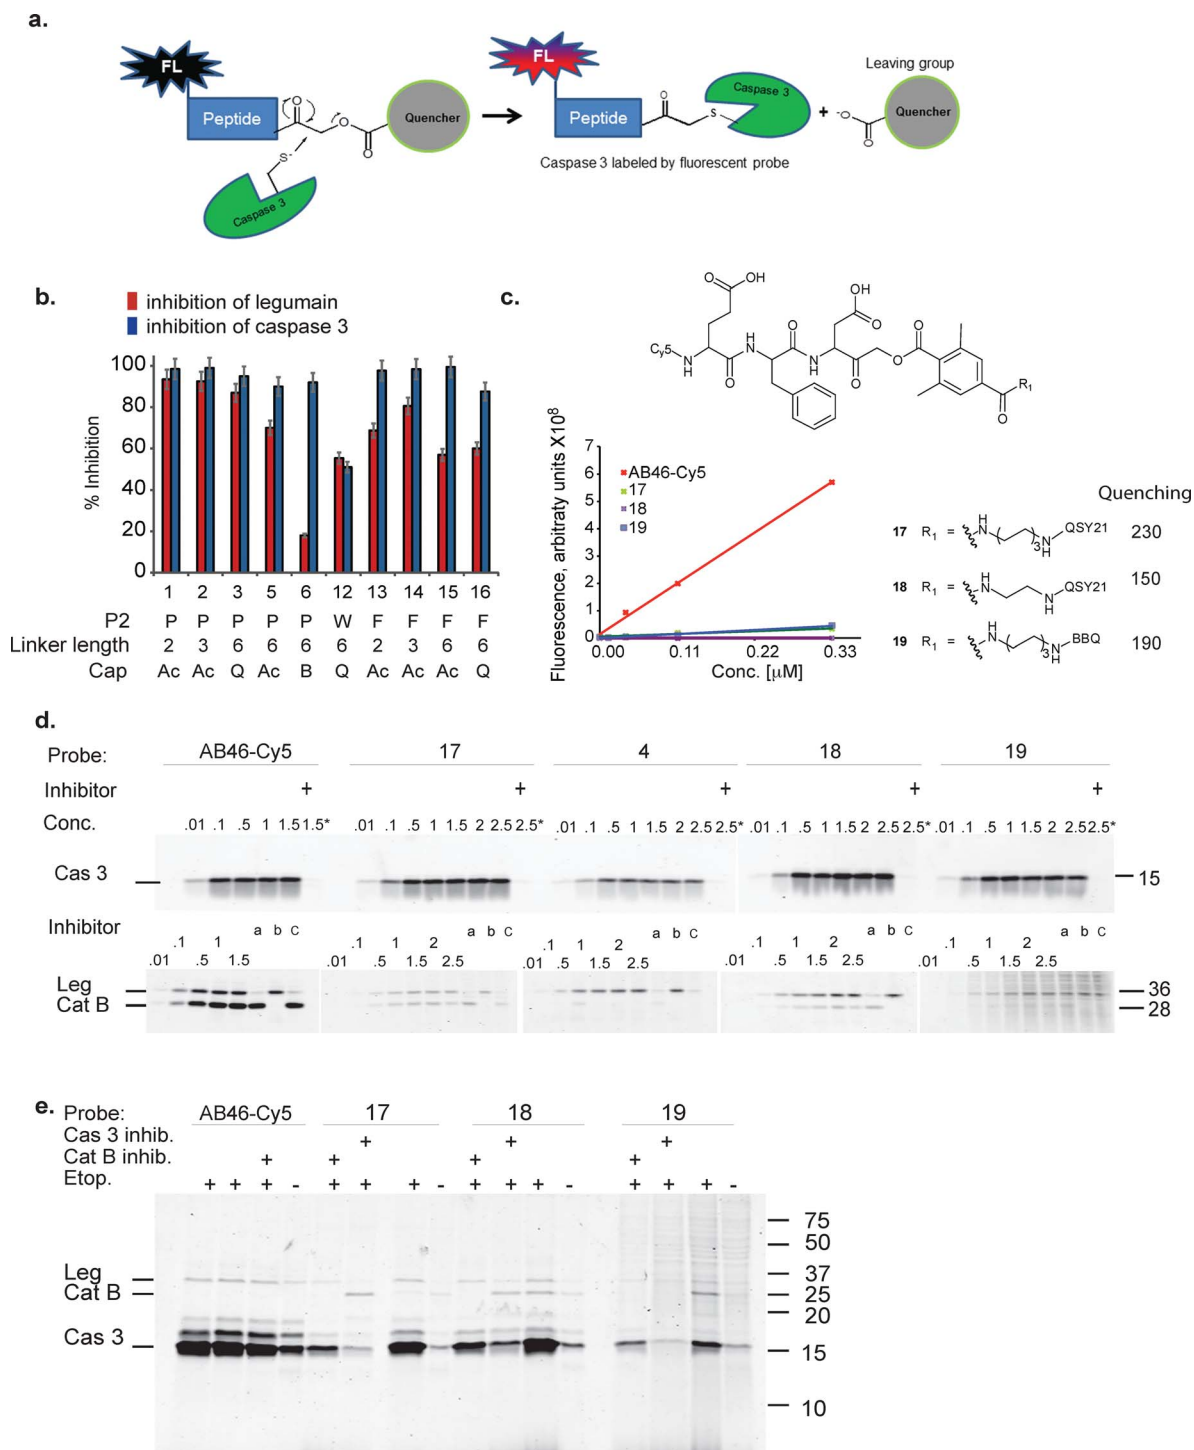 a.
FL
FL
Leaving group
Peptide
O
O
O
Quencher
S-
Caspase 3
Peptide
O
S
Caspase 3
+
-O
O
Quencher
Caspase 3 labeled by fluorescent probe
b.
inhibition of legumain
inhibition of caspase 3
% Inhibition
100
80
60
40
20
0
1 2 3 5 6 12 13 14 15 16
P2 P P P P P W F F F F
Linker length 2 3 6 6 6 6 2 3 6 6
Cap Ac Ac Q Ac B Q Ac Ac Ac Q
c.
O OH
OH
O
Cy5 N H
O
H N
O
H N
O
O
O
O
R1
Fluorescence, arbitraty units X10⁸
7
6
5
4
3
2
1
0
AB46-Cy5
17
18
19
0.00 0.11 0.22 0.33
Conc. [µM]
Quenching
17 R1 = H N ( )3 N H QSY21 230
18 R1 = H N N H QSY21 150
19 R1 = H N ( )3 N H BBQ 190
d.
Probe: AB46-Cy5 17 4 18 19
Inhibitor + + + + +
Conc. .01 .1 .5 1 1.5 1.5* .01 .1 .5 1 1.5 2 2.5 2.5* .01 .1 .5 1 1.5 2 2.5 2.5* .01 .1 .5 1 1.5 2 2.5 2.5* .01 .1 .5 1 1.5 2 2.5 2.5*
Cas 3 15
Inhibitor a b C a b C a b C a b C a b C
.1 1 .1 1 2 .1 1 2 .1 1 2 .1 1 2
.01 .5 1.5 .01 .5 1.5 2.5 .01 .5 1.5 2.5 .01 .5 1.5 2.5 .01 .5 1.5 2.5
Leg 36
Cat B 28
e.
Probe: AB46-Cy5 17 18 19
Cas 3 inhib. + + +
Cat B inhib. + + + +
Etop. + + + - + + + - + + + - + + + -
75
50
Leg 37
Cat B 25
20
Cas 3 15
10